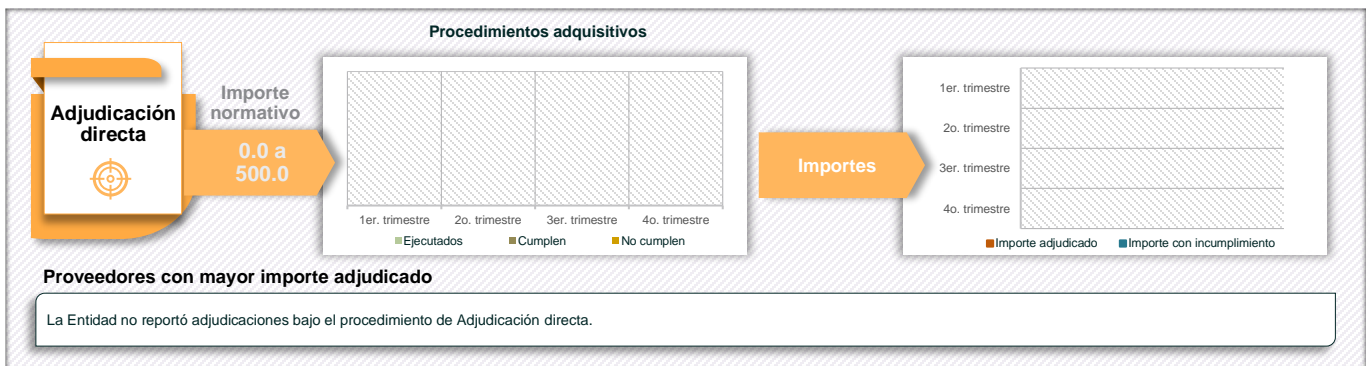 Procedimientos adquisitivos
Adjudicación
directa
Importe
normativo
0.0 a
500.0
1er. trimestre 2o. trimestre 3er. trimestre 4o. trimestre
Ejecutados Cumplen No cumplen
Importes
1er. trimestre
2o. trimestre
3er. trimestre
4o. trimestre
Importe adjudicado Importe con incumplimiento
Proveedores con mayor importe adjudicado
La Entidad no reportó adjudicaciones bajo el procedimiento de Adjudicación directa.